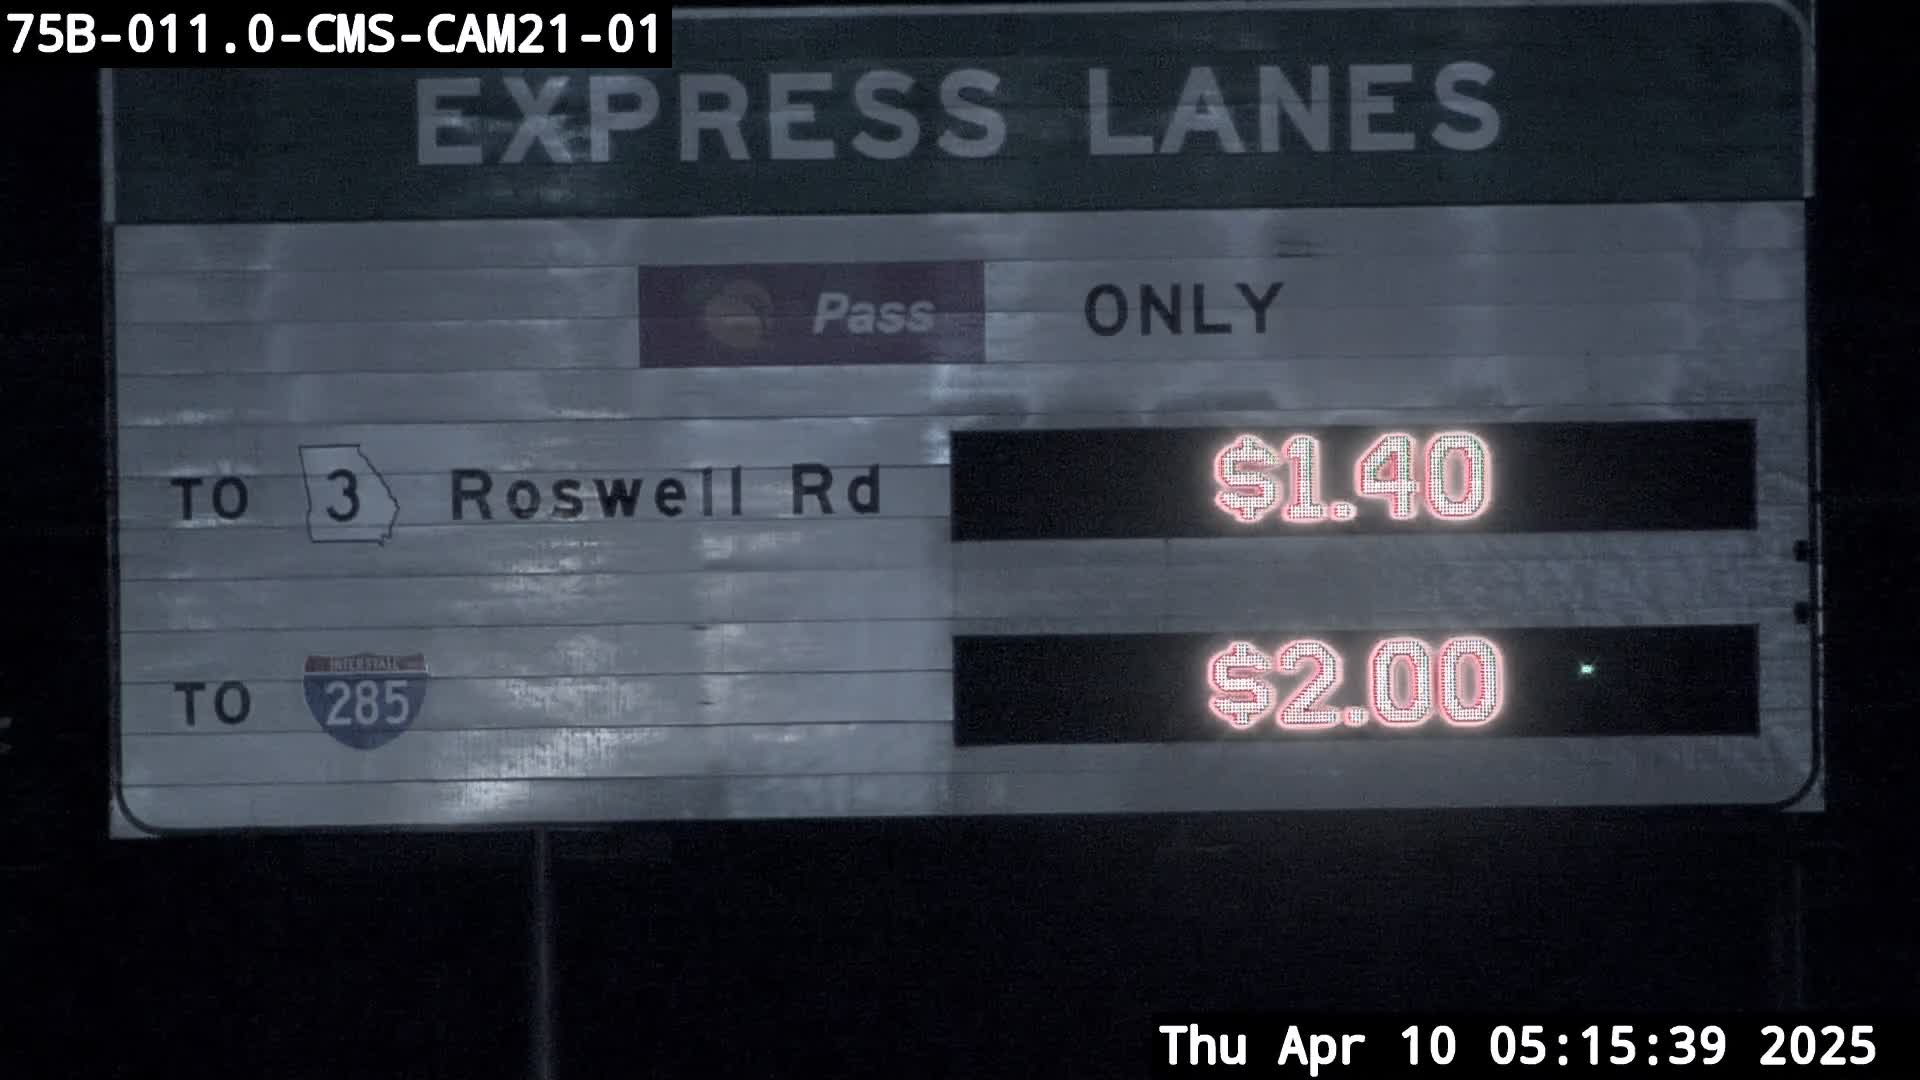 75B-011.0-CMS-CAM21-01
EXPRESS LANES
Pass ONLY
TO 3 Roswell Rd $1.40
TO INTERSTATE 285 $2.00
Thu Apr 10 05:15:39 2025